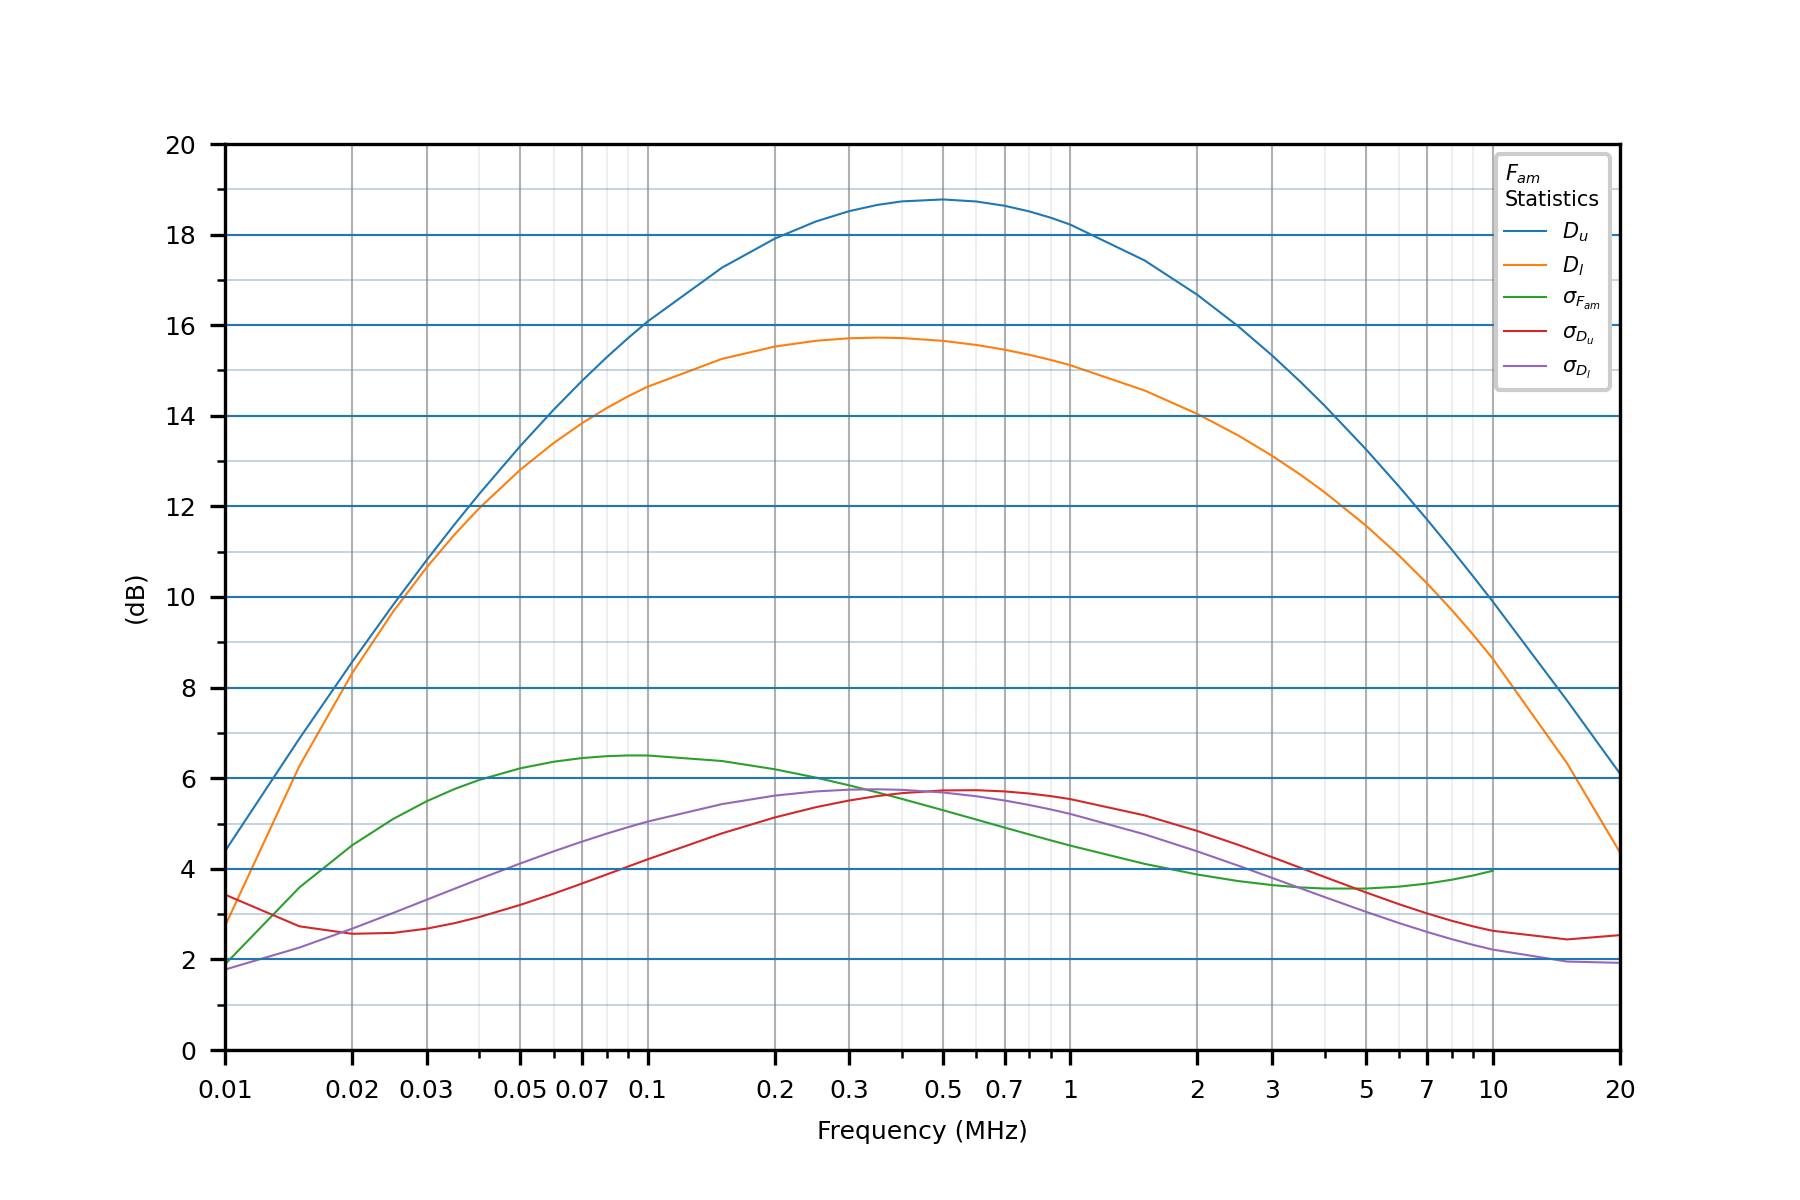 20
18
16
14
12
10
8
6
4
2
0
(dB)
F_am
Statistics
D_u
D_l
σ_F_am
σ_D_u
σ_D_l
0.01 0.02 0.03 0.05 0.07 0.1 0.2 0.3 0.5 0.7 1 2 3 5 7 10 20
Frequency (MHz)